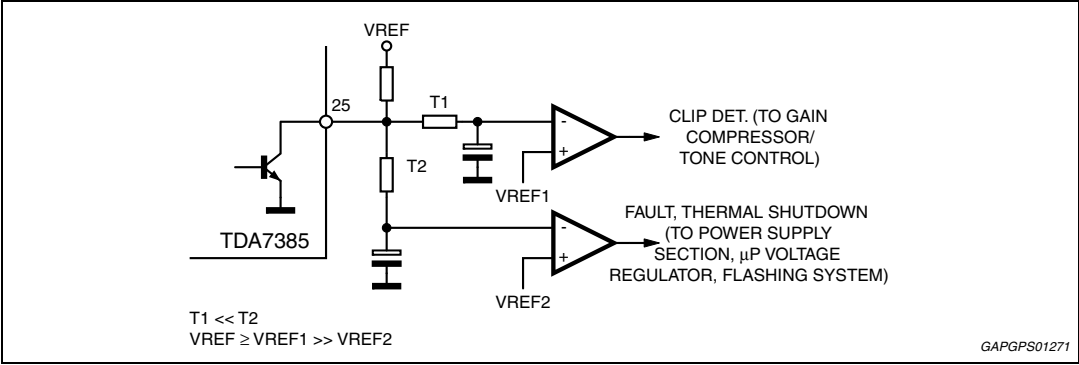 VREF
25
T1
-
+
CLIP DET. (TO GAIN
COMPRESSOR/
TONE CONTROL)
T2
VREF1
TDA7385
-
+
FAULT, THERMAL SHUTDOWN
(TO POWER SUPPLY
SECTION, μP VOLTAGE
REGULATOR, FLASHING SYSTEM)
VREF2
T1 << T2
VREF ≥ VREF1 >> VREF2
GAPGPS01271